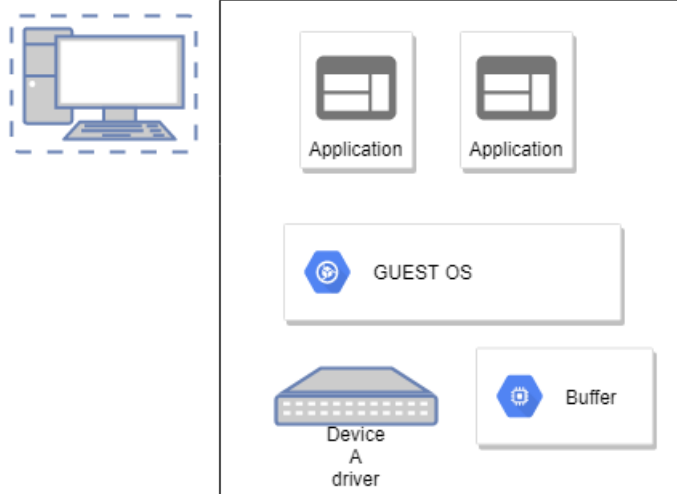 Application
Application
GUEST OS
Buffer
Device
A
driver